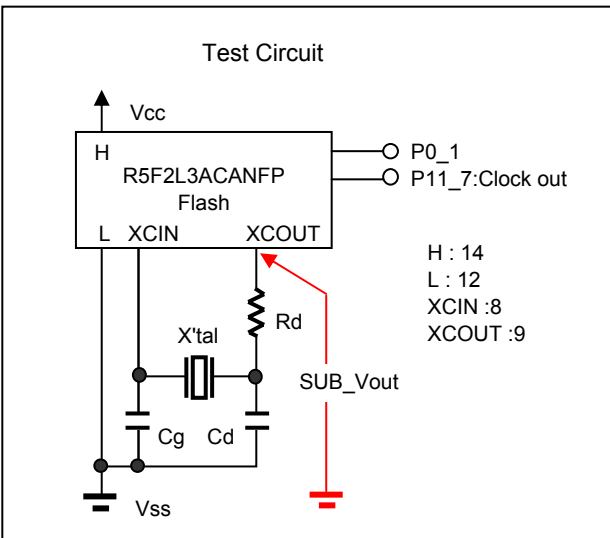 Test Circuit
Vcc
H
R5F2L3ACANFP
Flash
L XCIN XCOUT
P0_1
P11_7:Clock out
H : 14
L : 12
XCIN :8
XCOUT :9
X'tal
Rd
SUB_Vout
Cg Cd
Vss